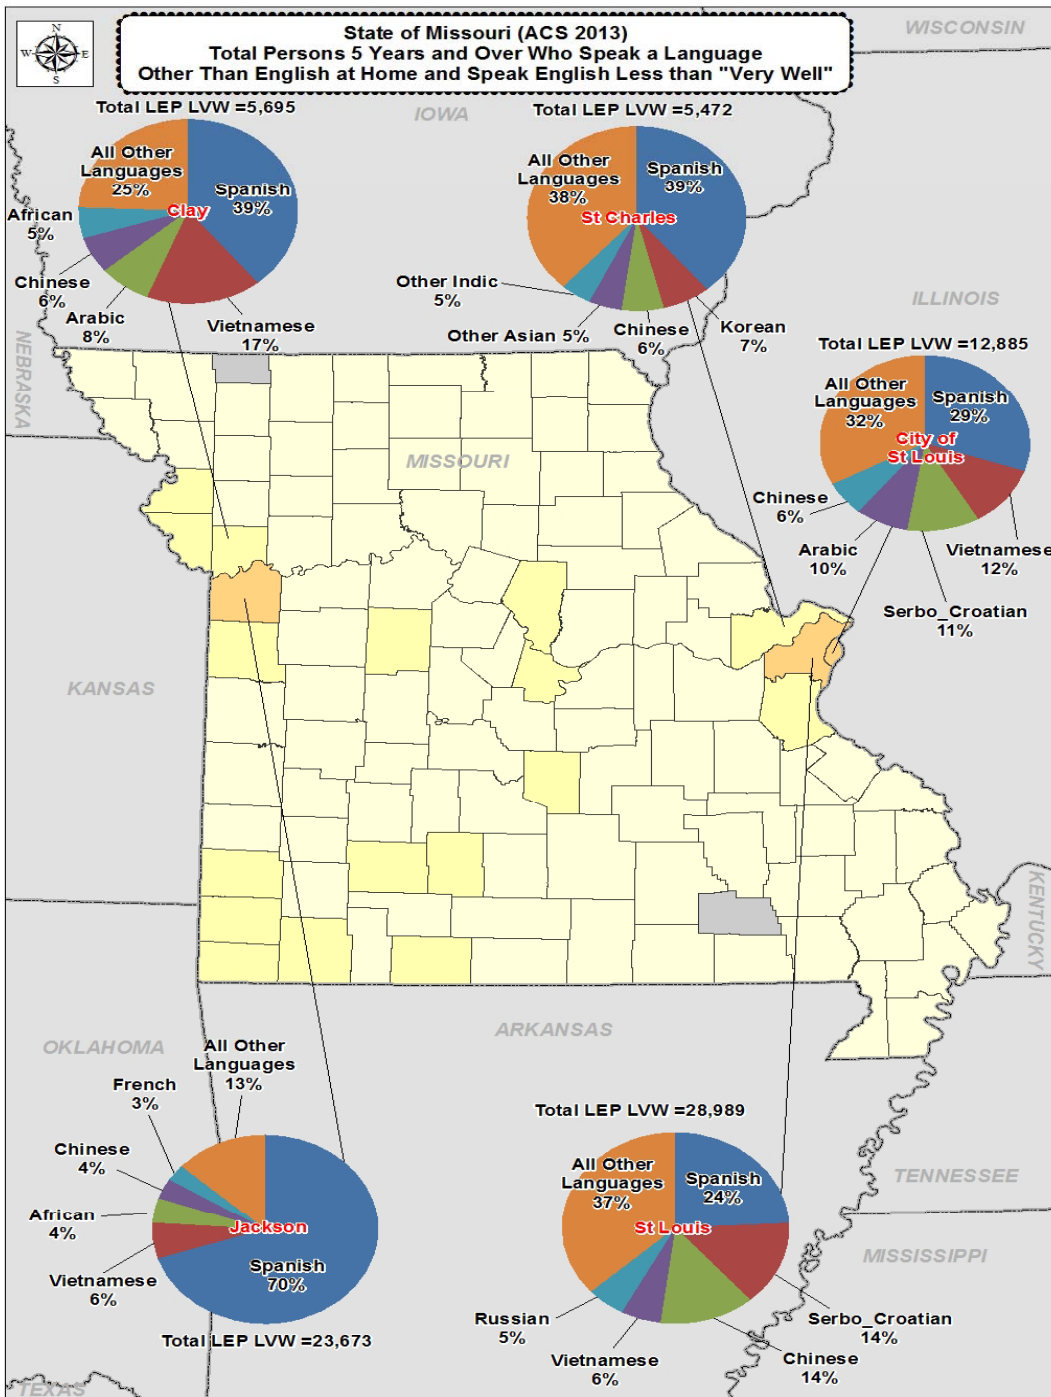 State of Missouri (ACS 2013)
Total Persons 5 Years and Over Who Speak a Language
Other Than English at Home and Speak English Less than "Very Well"
N
W
E
S
WISCONSIN
IOWA
Total LEP LVW =5,695
All Other
Languages
25%
Spanish
39%
Clay
African
5%
Chinese
6%
Arabic
8%
Vietnamese
17%
Total LEP LVW =5,472
All Other
Languages
38%
Spanish
39%
St Charles
Other Indic
5%
Other Asian 5%
Chinese
6%
Korean
7%
ILLINOIS
NEBRASKA
Total LEP LVW =12,885
All Other
Languages
32%
Spanish
29%
City of
St Louis
Chinese
6%
Arabic
10%
Vietnamese
12%
Serbo_Croatian
11%
MISSOURI
KANSAS
KENTUCKY
OKLAHOMA
ARKANSAS
All Other
Languages
13%
French
3%
Chinese
4%
African
4%
Jackson
Vietnamese
6%
Spanish
70%
Total LEP LVW =23,673
Total LEP LVW =28,989
All Other
Languages
37%
Spanish
24%
St Louis
Russian
5%
Vietnamese
6%
Serbo_Croatian
14%
Chinese
14%
TENNESSEE
MISSISSIPPI
TEXAS